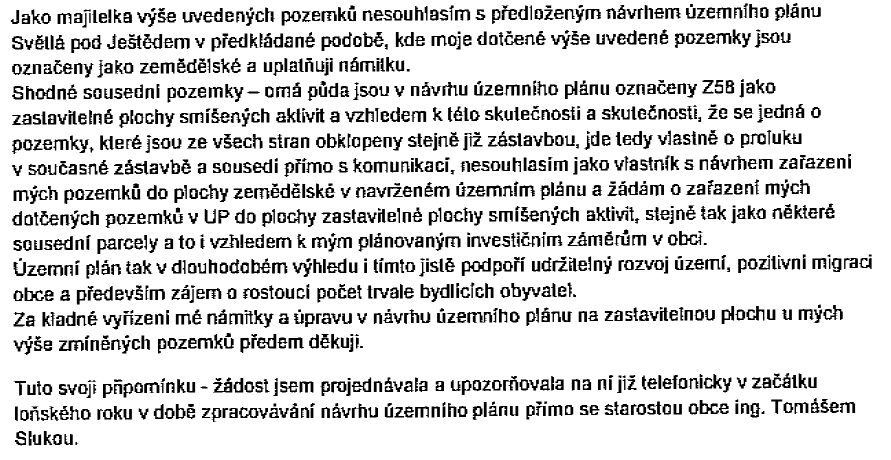 Jako majitelka výše uvedených pozemků nesouhlasím s předloženým návrhem územního plánu
Světlá pod Ještědem v předkládané podobě, kde moje dotčené výše uvedené pozemky jsou
označeny jako zemědělské a uplatňuji námitku.
Shodné sousední pozemky – orná půda jsou v návrhu územního plánu označeny Z58 jako
zastavitelné plochy smíšených aktivit a vzhledem k této skutečnosti a skutečnosti, že se jedná o
pozemky, které jsou ze všech stran obklopeny stejně již zástavbou, jde tedy vlastně o proluku
v současné zástavbě a sousedí přímo s komunikací, nesouhlasím jako vlastník s návrhem zařazení
mých pozemků do plochy zemědělské v navrženém územním plánu a žádám o zařazení mých
dotčených pozemků v UP do plochy zastavitelné plochy smíšených aktivit, stejně tak jako některé
sousední parcely a to i vzhledem k mým plánovaným investičním záměrům v obci.
Územní plán tak v dlouhodobém výhledu i tímto jistě podpoří udržitelný rozvoj území, pozitivní migraci
obce a především zájem o rostoucí počet trvale bydlících obyvatel.
Za kladné vyřízení mé námitky a úpravu v návrhu územního plánu na zastavitelnou plochu u mých
výše zmíněných pozemků předem děkuji.
Tuto svoji připomínku - žádost jsem projednávala a upozorňovala na ni již telefonicky v začátku
loňského roku v době zpracovávání návrhu územního plánu přímo se starostou obce ing. Tomášem
Slukou.